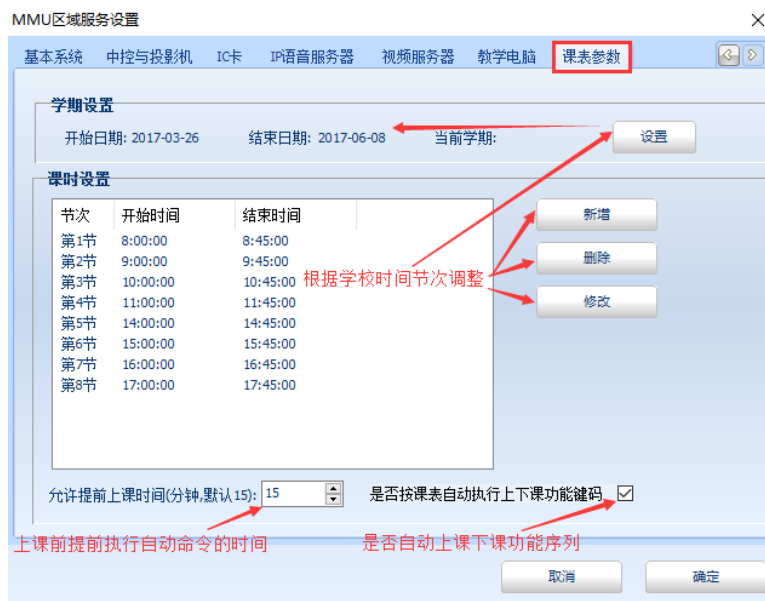 MMU区域服务设置
基本系统 中控与投影机 IC卡 IP语音服务器 视频服务器 教学电脑 课表参数
学期设置
开始日期: 2017-03-26 结束日期: 2017-06-08 当前学期: 设置
课时设置
节次 开始时间 结束时间 新增
第1节 8:00:00 8:45:00
第2节 9:00:00 9:45:00 删除
第3节 10:00:00 10:45:00 根据学校时间节次调整
第4节 11:00:00 11:45:00 修改
第5节 14:00:00 14:45:00
第6节 15:00:00 15:45:00
第7节 16:00:00 16:45:00
第8节 17:00:00 17:45:00
允许提前上课时间(分钟,默认15): 15 是否按课表自动执行上下课功能键码
上课前提前执行自动命令的时间 是否自动上课下课功能序列
取消 确定